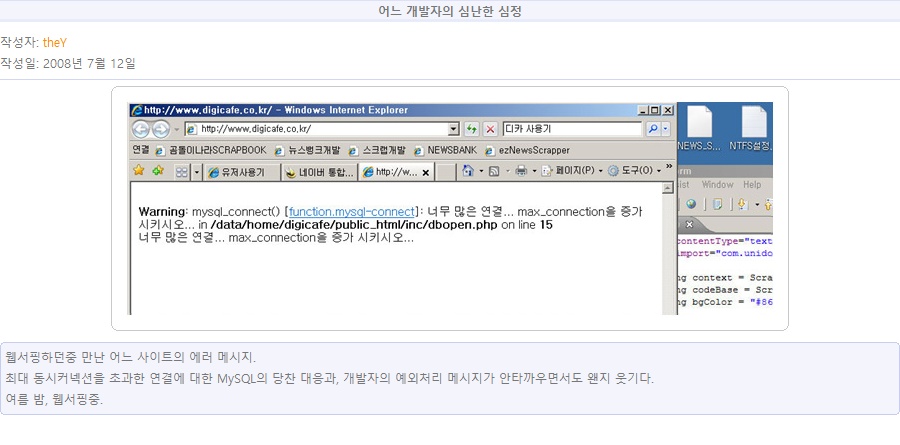 어느 개발자의 심난한 심정
작성자: theY
작성일: 2008년 7월 12일
http://www.digicafe.co.kr/ - Windows Internet Explorer
http://www.digicafe.co.kr/
디카 사용기
연결 곰돌이나라SCRAPBOOK 뉴스뱅크개발 스크랩개발 NEWSBANK ezNewsScrapper
유저사용기 네이버 통합... http://w... 페이지(P) 도구(O)
Warning: mysql_connect() [function.mysql-connect]: 너무 많은 연결... max_connection을 증가
시키시오... in /data/home/digicafe/public_html/inc/dbopen.php on line 15
너무 많은 연결... max_connection을 증가 시키시오...
NEWS_S... NTFS설정...
Window Help
contentType="text
import="com.unido
context = Scra
codeBase = Scr
bgColor = "#86
웹서핑하던중 만난 어느 사이트의 에러 메시지.
최대 동시커넥션을 초과한 연결에 대한 MySQL의 당찬 대응과, 개발자의 예외처리 메시지가 안타까우면서도 왠지 웃기다.
여름 밤, 웹서핑중.